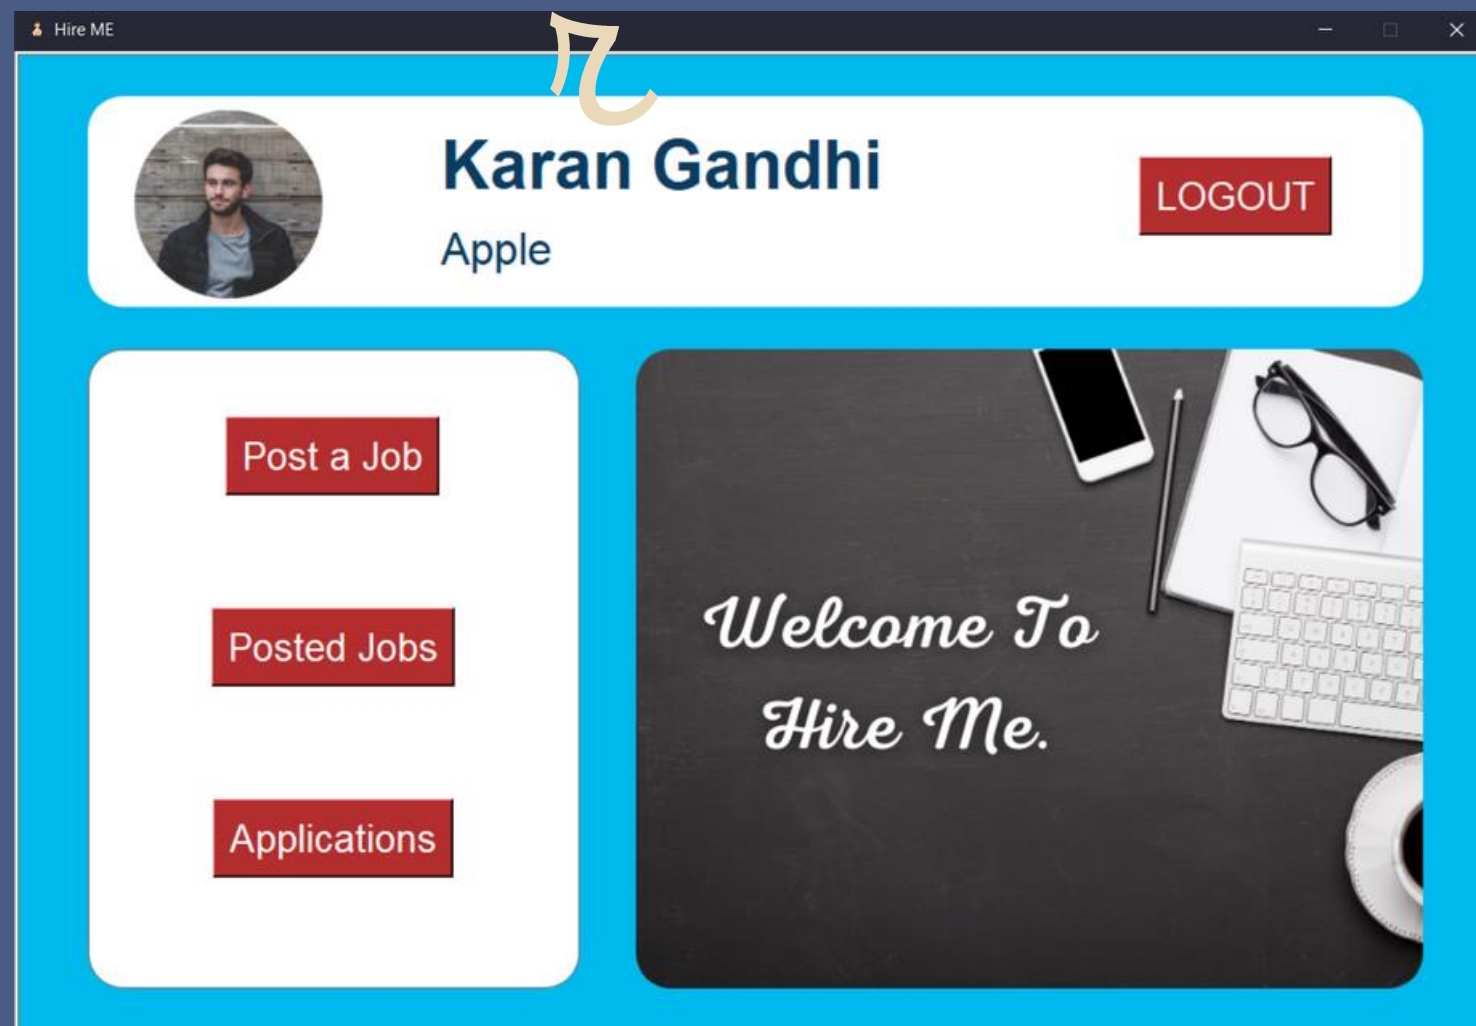 Hire ME
Karan Gandhi
Apple
LOGOUT
Post a Job
Posted Jobs
Applications
Welcome To
Hire Me.